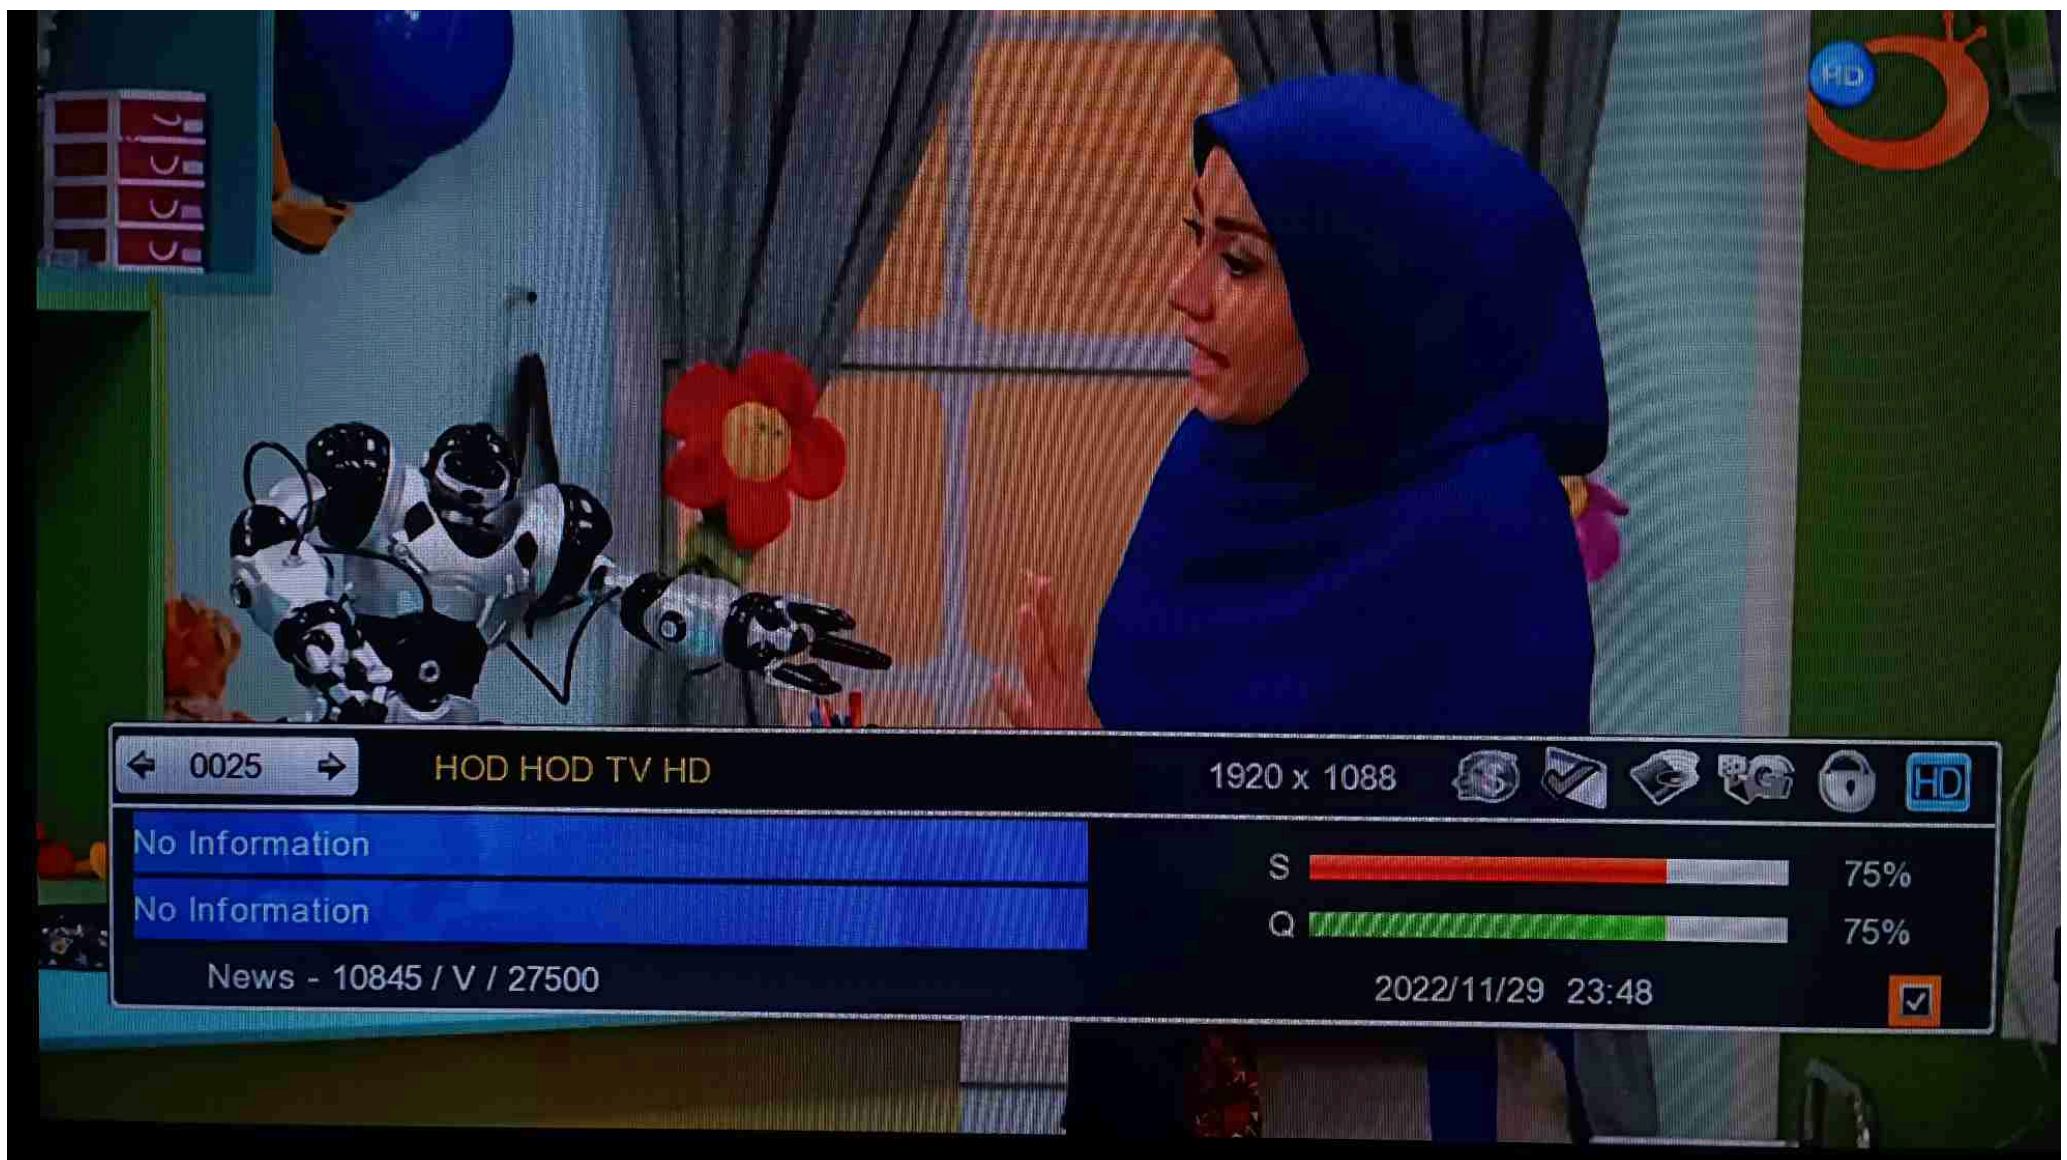 HD
0025
HOD HOD TV HD
1920 x 1088
$
G
HD
No Information
No Information
S 75%
Q 75%
News - 10845 / V / 27500
2022/11/29 23:48